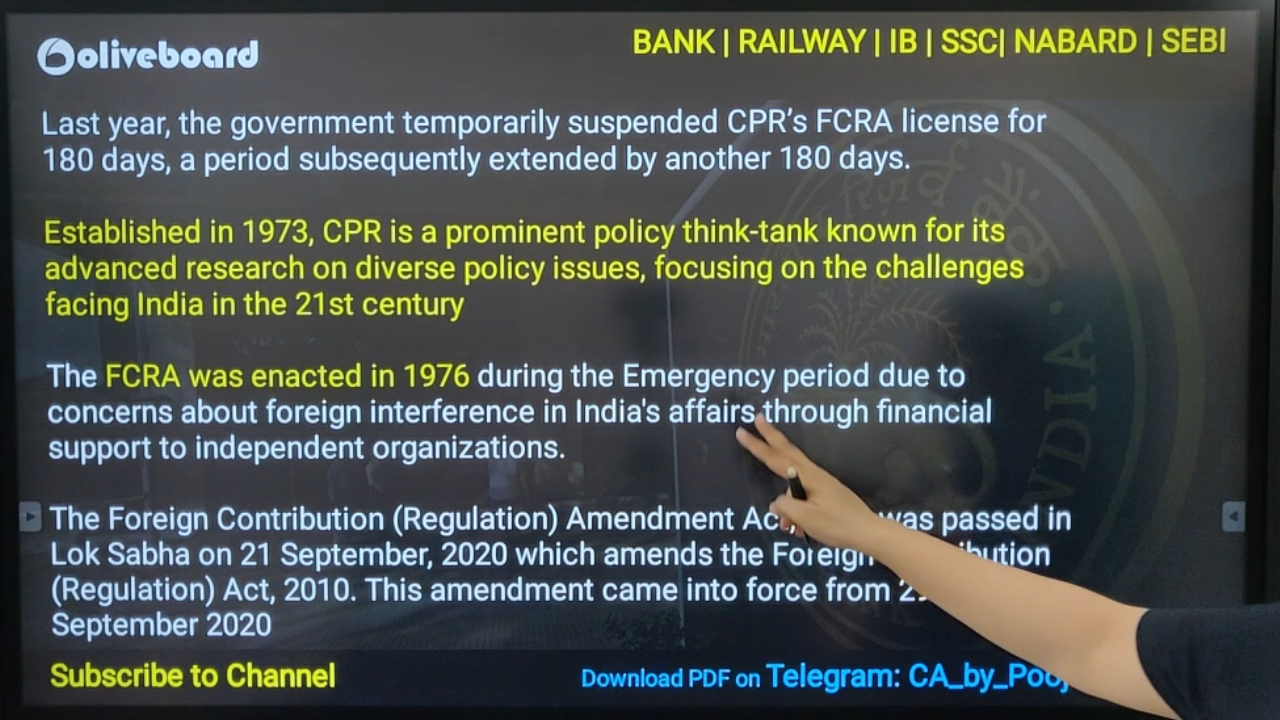 oliveboard
BANK | RAILWAY | IB | SSC| NABARD | SEBI
Last year, the government temporarily suspended CPR's FCRA license for
180 days, a period subsequently extended by another 180 days.
Established in 1973, CPR is a prominent policy think-tank known for its
advanced research on diverse policy issues, focusing on the challenges
facing India in the 21st century
The FCRA was enacted in 1976 during the Emergency period due to
concerns about foreign interference in India's affairs through financial
support to independent organizations.
The Foreign Contribution (Regulation) Amendment was passed in
Lok Sabha on 21 September, 2020 which amends the Foreign
(Regulation) Act, 2010. This amendment came into force from
September 2020
Subscribe to Channel
Download PDF on Telegram:
INDIA